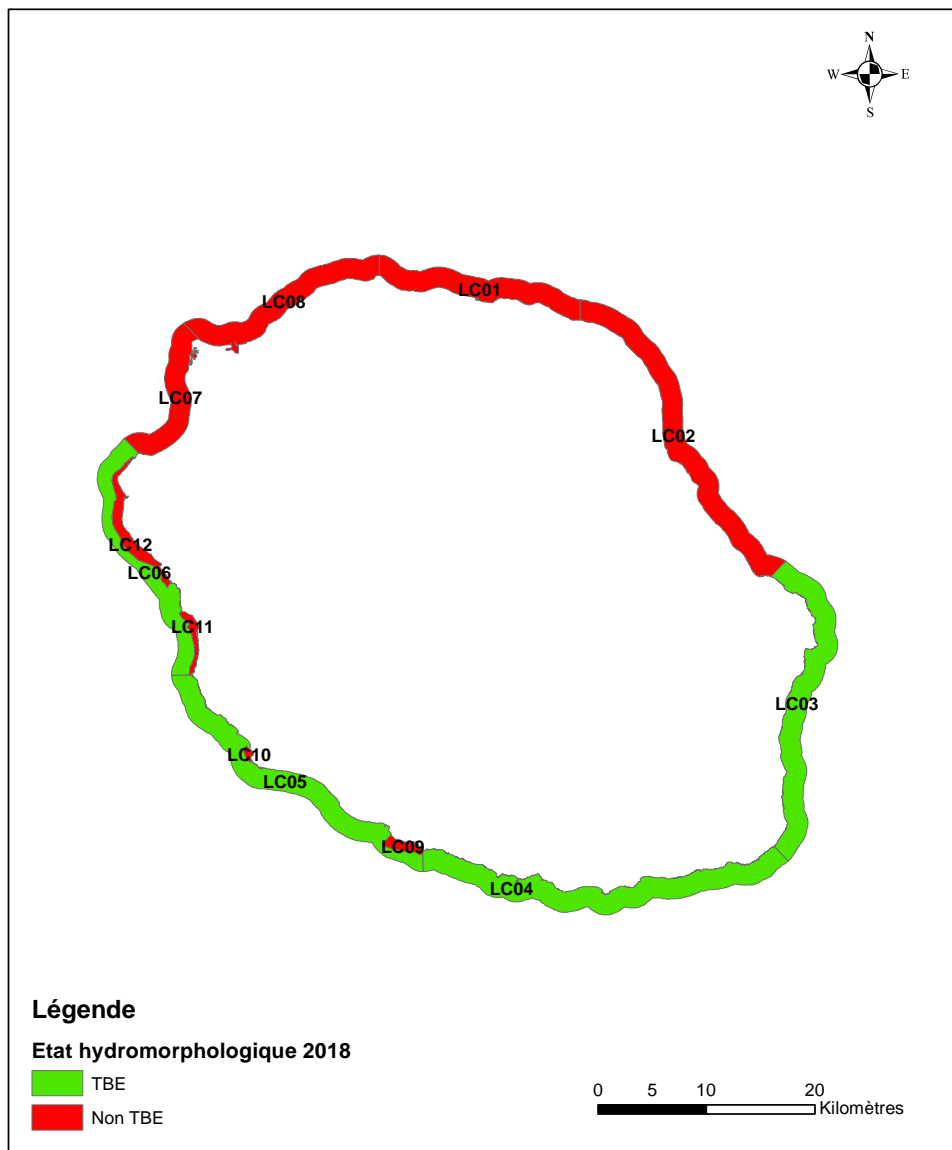 N
W E
S
LC08
LC01
LC07
LC02
LC12
LC06
LC11
LC03
LC10
LC05
LC09
LC04
Légende
Etat hydromorphologique 2018
TBE
Non TBE
0 5 10 20
Kilomètres